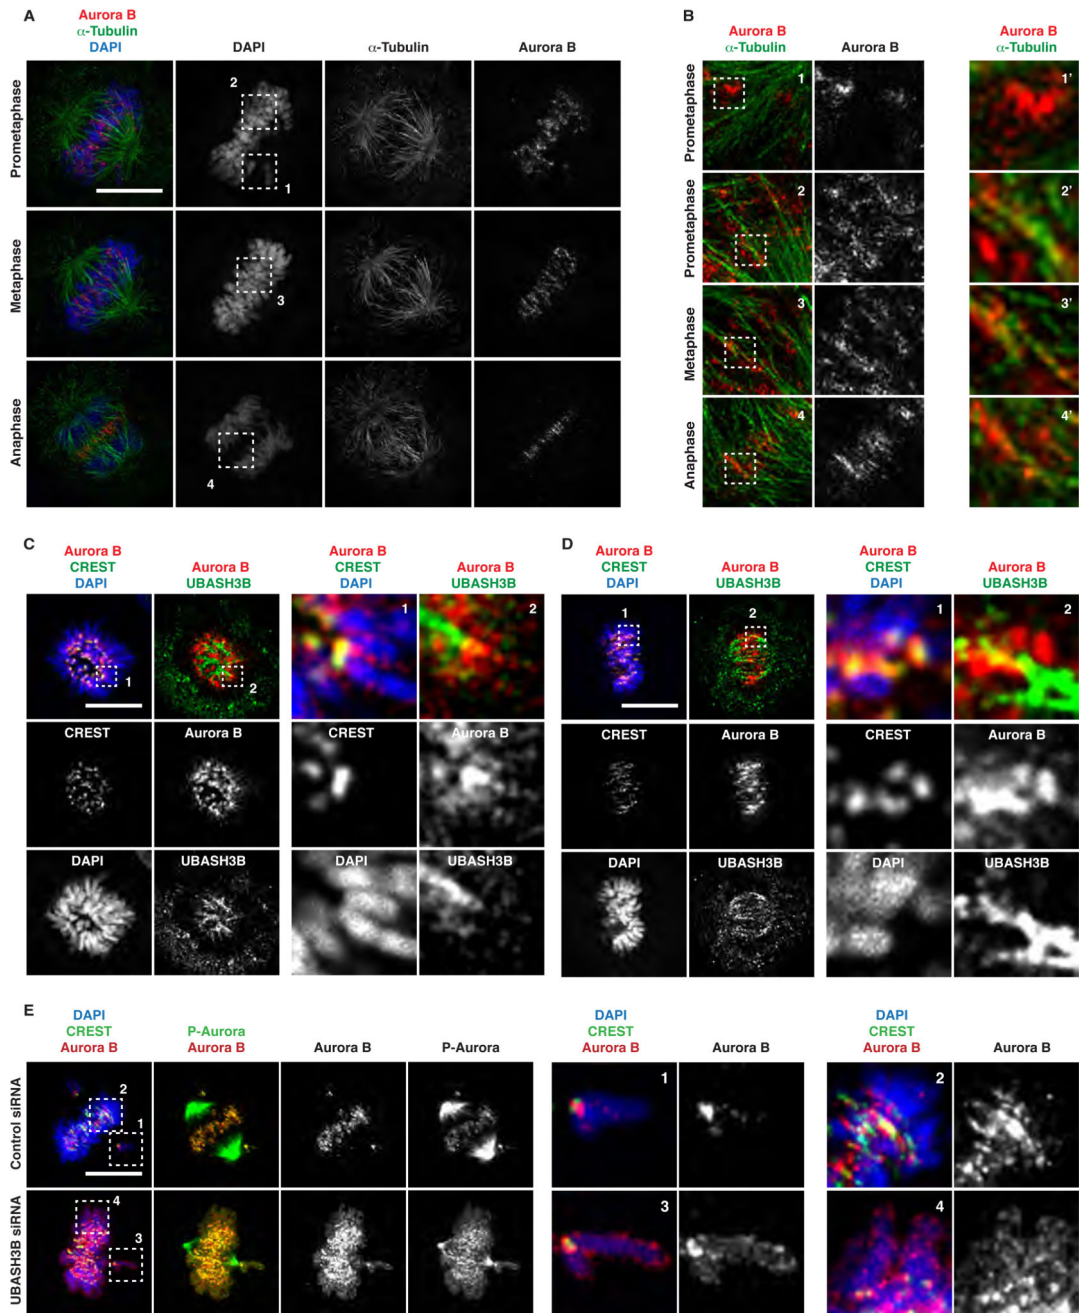 A
Aurora B
α-Tubulin
DAPI
DAPI
α-Tubulin
Aurora B
Prometaphase
2
1
Metaphase
3
Anaphase
4
B
Aurora B
α-Tubulin
Aurora B
Aurora B
α-Tubulin
Prometaphase
1
1'
Prometaphase
2
2'
Metaphase
3
3'
Anaphase
4
4'
C
Aurora B
CREST
DAPI
Aurora B
UBASH3B
Aurora B
CREST
DAPI
Aurora B
UBASH3B
1
2
1
2
CREST
Aurora B
CREST
Aurora B
DAPI
UBASH3B
DAPI
UBASH3B
D
Aurora B
CREST
DAPI
Aurora B
UBASH3B
Aurora B
CREST
DAPI
Aurora B
UBASH3B
1
2
1
2
CREST
Aurora B
CREST
Aurora B
DAPI
UBASH3B
DAPI
UBASH3B
E
DAPI
CREST
Aurora B
P-Aurora
Aurora B
Aurora B
P-Aurora
DAPI
CREST
Aurora B
Aurora B
DAPI
CREST
Aurora B
Aurora B
Control siRNA
2
1
1
2
UBASH3B siRNA
4
3
3
4